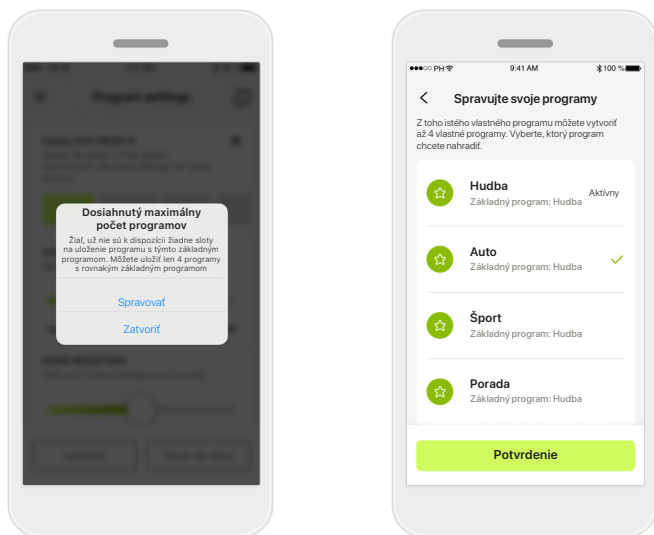 Program settings
Dosiahnutý maximálny
počet programov
Žiaľ, už nie sú k dispozícii žiadne sloty
na uloženie programu s týmto základným
programom. Môžete uložiť len 4 programy
s rovnakým základným programom
Spravovať
Zatvoriť
PH 9:41 AM 100 %
Spravujte svoje programy
Z toho istého vlastného programu môžete vytvoriť
až 4 vlastné programy. Vyberte, ktorý program
chcete nahradiť.
Hudba
Základný program: Hudba
Aktívny
Auto
Základný program: Hudba
Šport
Základný program: Hudba
Porada
Základný program: Hudba
Potvrdenie